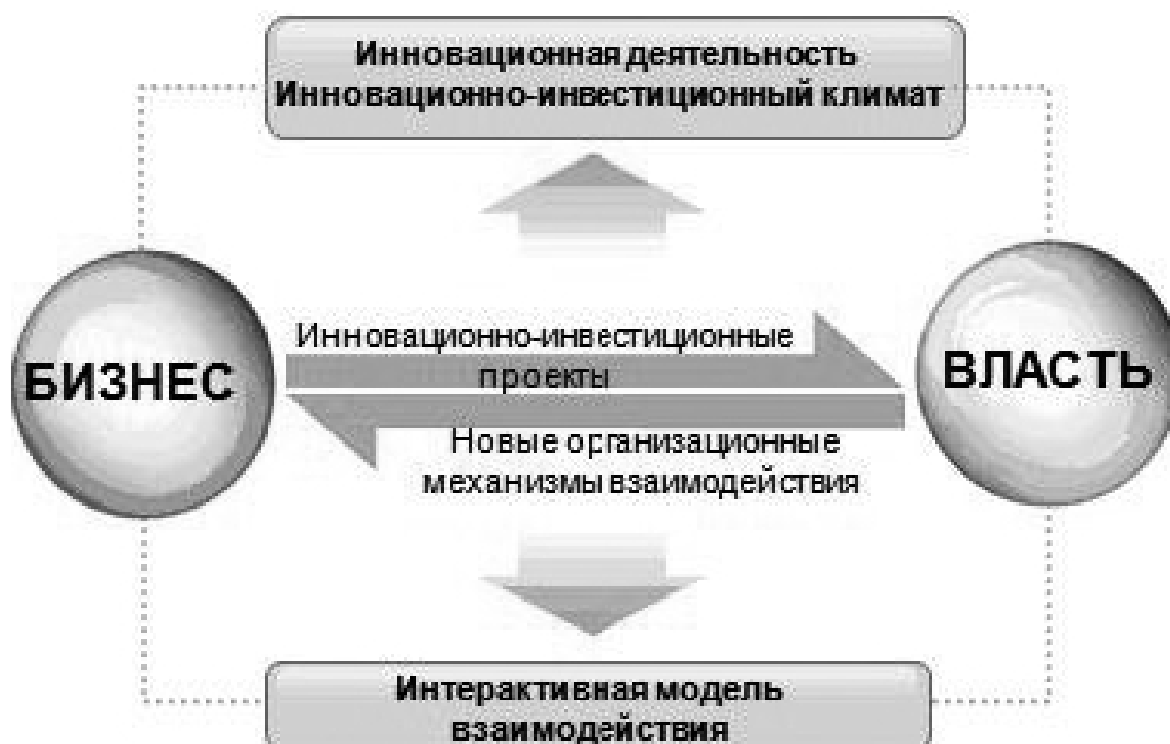 Инновационная деятельность
Инновационно-инвестиционный климат
БИЗНЕС
Инновационно-инвестиционные
проекты
ВЛАСТЬ
Новые организационные
механизмы взаимодействия
Интерактивная модель
взаимодействия